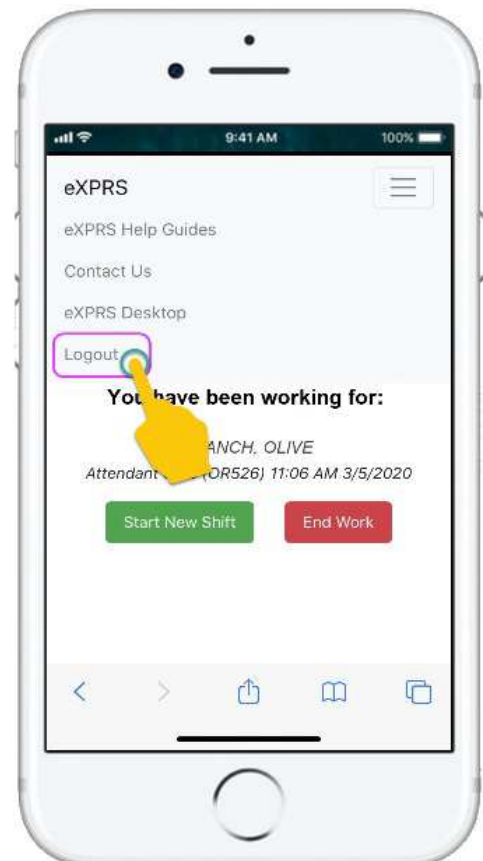 9:41 AM 100%
eXPRS
eXPRS Help Guides
Contact Us
eXPRS Desktop
Logout
You have been working for:
ANCH, OLIVE
Attendant (OR526) 11:06 AM 3/5/2020
Start New Shift End Work